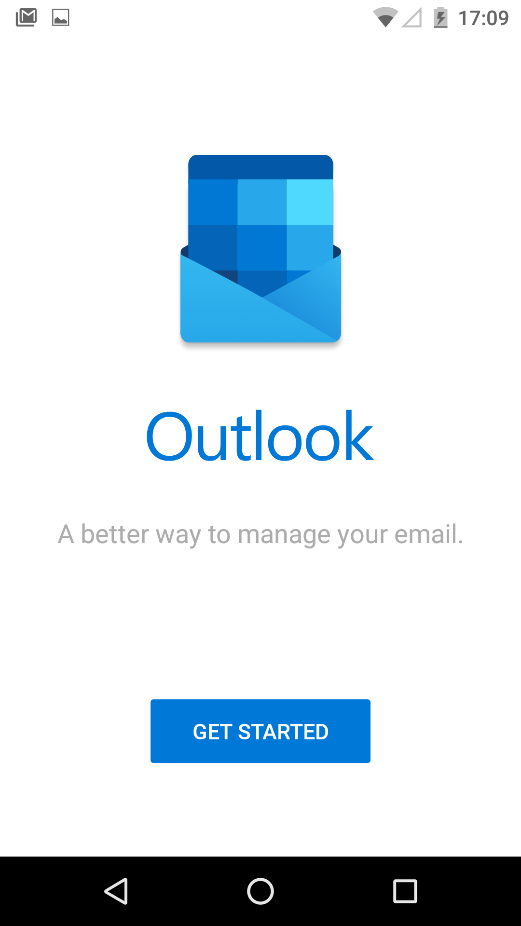 17:09
Outlook
A better way to manage your email.
GET STARTED